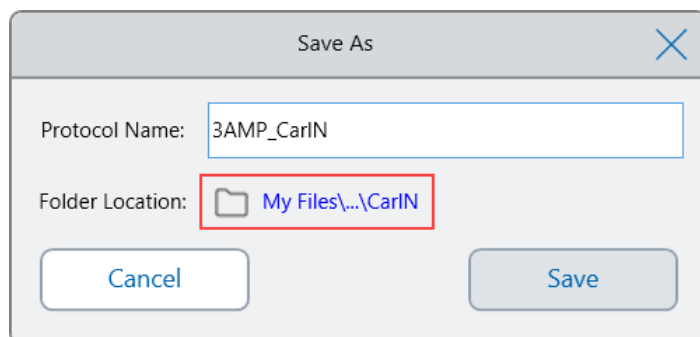 Save As
Protocol Name: 3AMP_CarIN
Folder Location: My Files\...\CarIN
Cancel Save